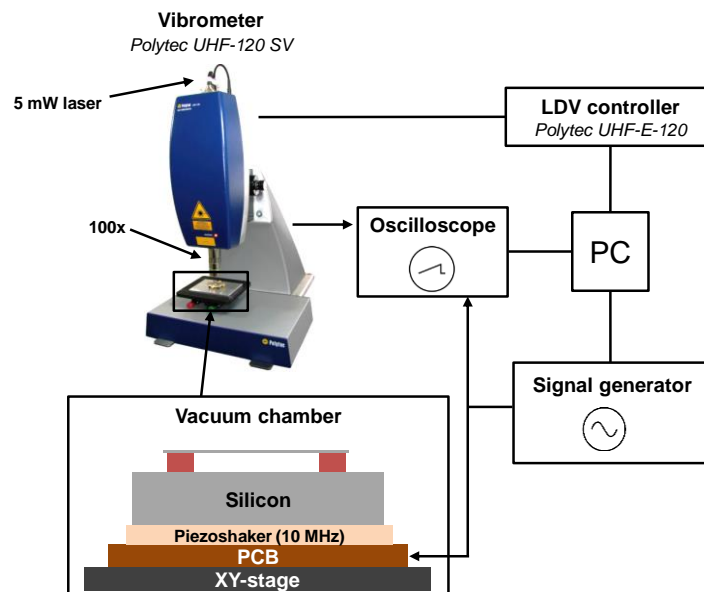 Vibrometer
Polytec UHF-120 SV
5 mW laser
LDV controller
Polytec UHF-E-120
100x
Oscilloscope
PC
Signal generator
Vacuum chamber
Silicon
Piezoshaker (10 MHz)
PCB
XY-stage